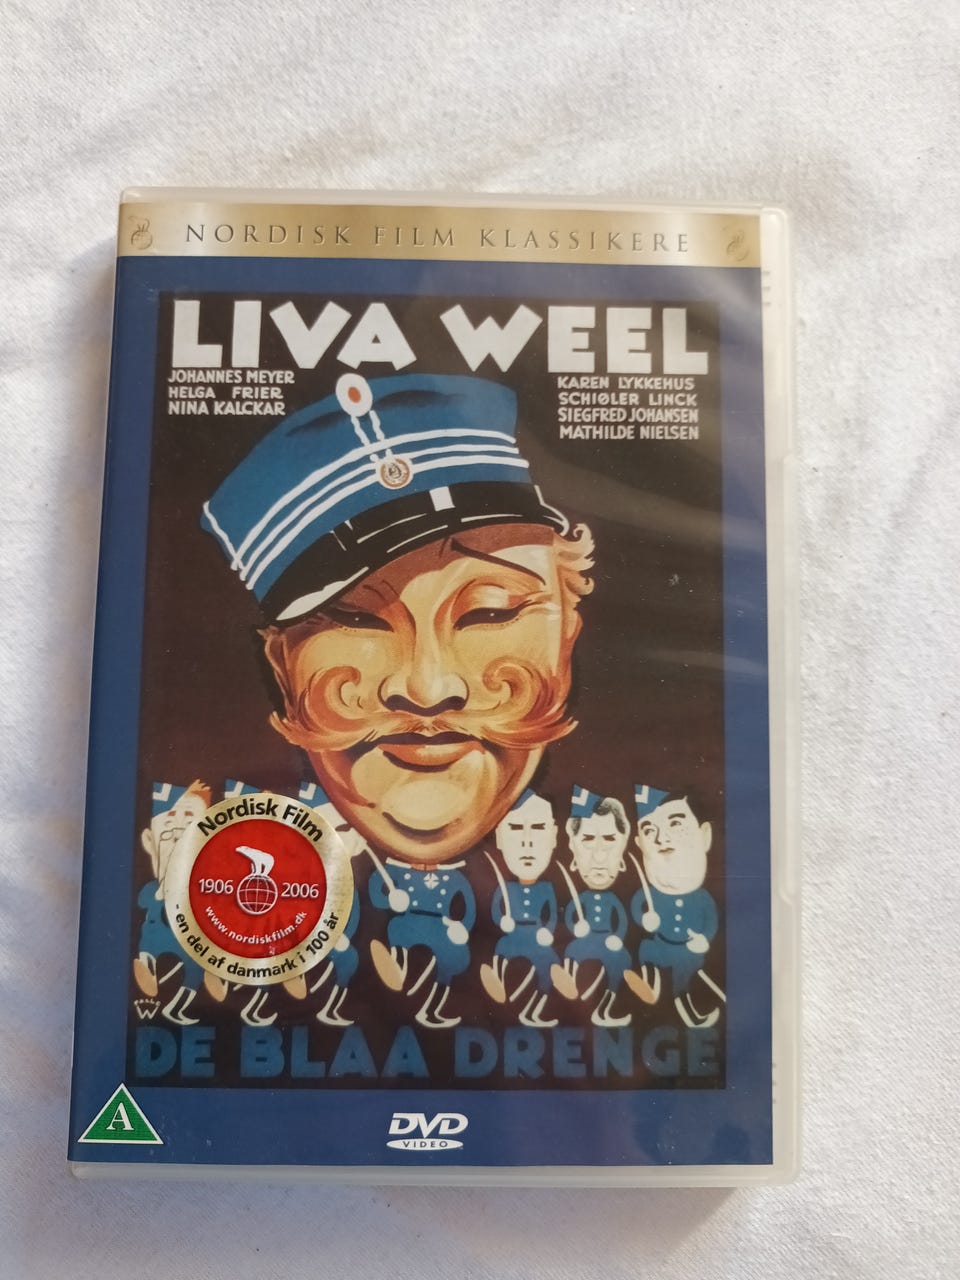 NORDISK FILM KLASSIKERE
LIVA WEEL
JOHANNES MEYER
HELGA FRIER
NINA KALCKAR
KAREN LYKKEHUS
SCHIØLER LINCK
SIEGFRED JOHANSEN
MATHILDE NIELSEN
Nordisk Film
1906 2006
www.nordiskfilm.dk
- en del af danmark i 100 år
PALLE
W
DE BLAA DRENGE
A
DVD
VIDEO